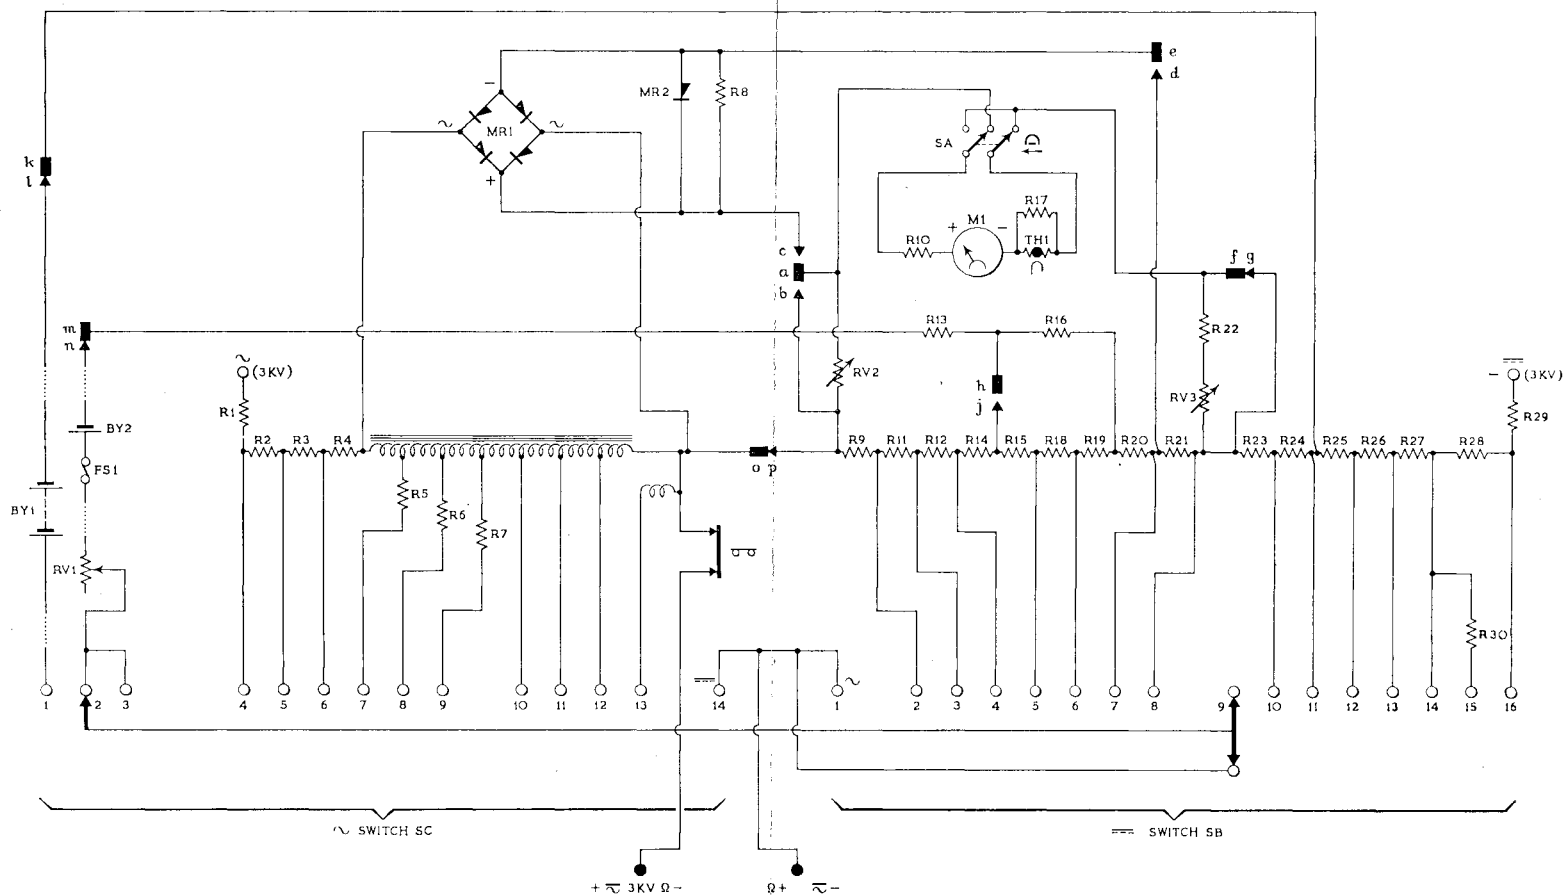 e
d
k
l
−
MR1
∼
∼
+
MR2
R8
SA
D
R17
M1
+
−
R10
TH1
c
a
b
f g
m
n
R13
R16
R22
∼
(3KV)
RV2
h
j
RV3
− (3KV)
R1
R29
BY2
FS1
R2 R3 R4
R9 R11 R12 R14 R15 R18 R19 R20 R21 R23 R24 R25 R26 R27 R28
o p
R5
R6
R7
BY1
RV1
R30
∼
1 2 3 4 5 6 7 8 9 10 11 12 13 14 1 2 3 4 5 6 7 8 9 10 11 12 13 14 15 16
∼ SWITCH SC
SWITCH SB
+ ∼ 3KV Ω −
Ω + ∼ −